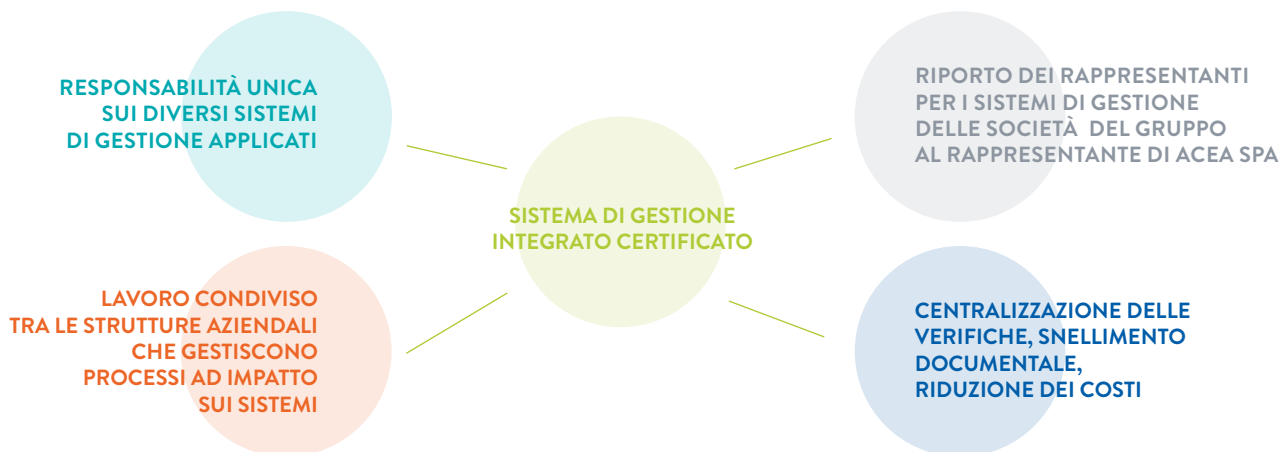 RESPONSABILITÀ UNICA
SUI DIVERSI SISTEMI
DI GESTIONE APPLICATI
RIPORTO DEI RAPPRESENTANTI
PER I SISTEMI DI GESTIONE
DELLE SOCIETÀ DEL GRUPPO
AL RAPPRESENTANTE DI ACEA SPA
SISTEMA DI GESTIONE
INTEGRATO CERTIFICATO
LAVORO CONDIVISO
TRA LE STRUTTURE AZIENDALI
CHE GESTISCONO
PROCESSI AD IMPATTO
SUI SISTEMI
CENTRALIZZAZIONE DELLE
VERIFICHE, SNELLIMENTO
DOCUMENTALE,
RIDUZIONE DEI COSTI